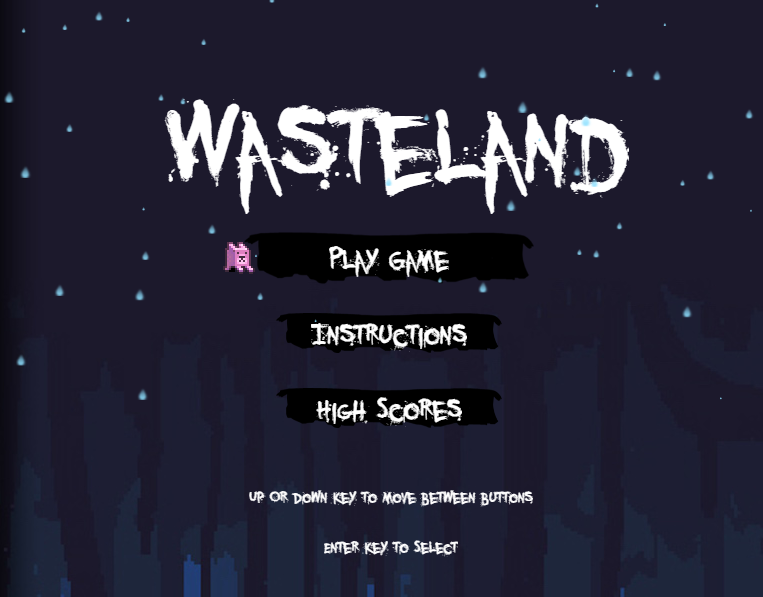 WASTELAND
PLAY GAME
INSTRUCTIONS
HIGH SCORES
UP OR DOWN KEY TO MOVE BETWEEN BUTTONS
ENTER KEY TO SELECT